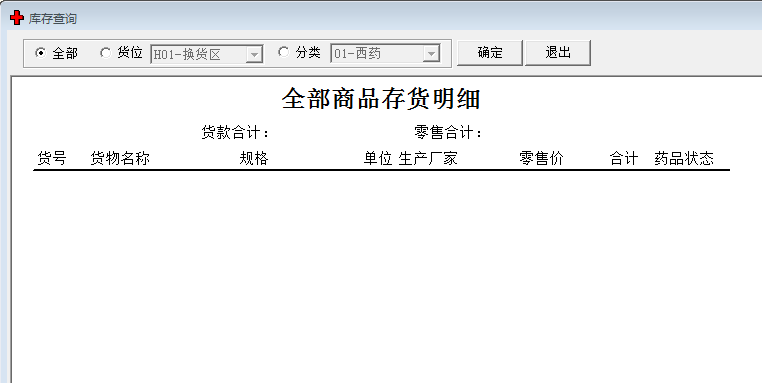 库存查询
全部 货位 H01-换货区 分类 01-西药 确定 退出
全部商品存货明细
货款合计： 零售合计：
货号 货物名称 规格 单位 生产厂家 零售价 合计 药品状态